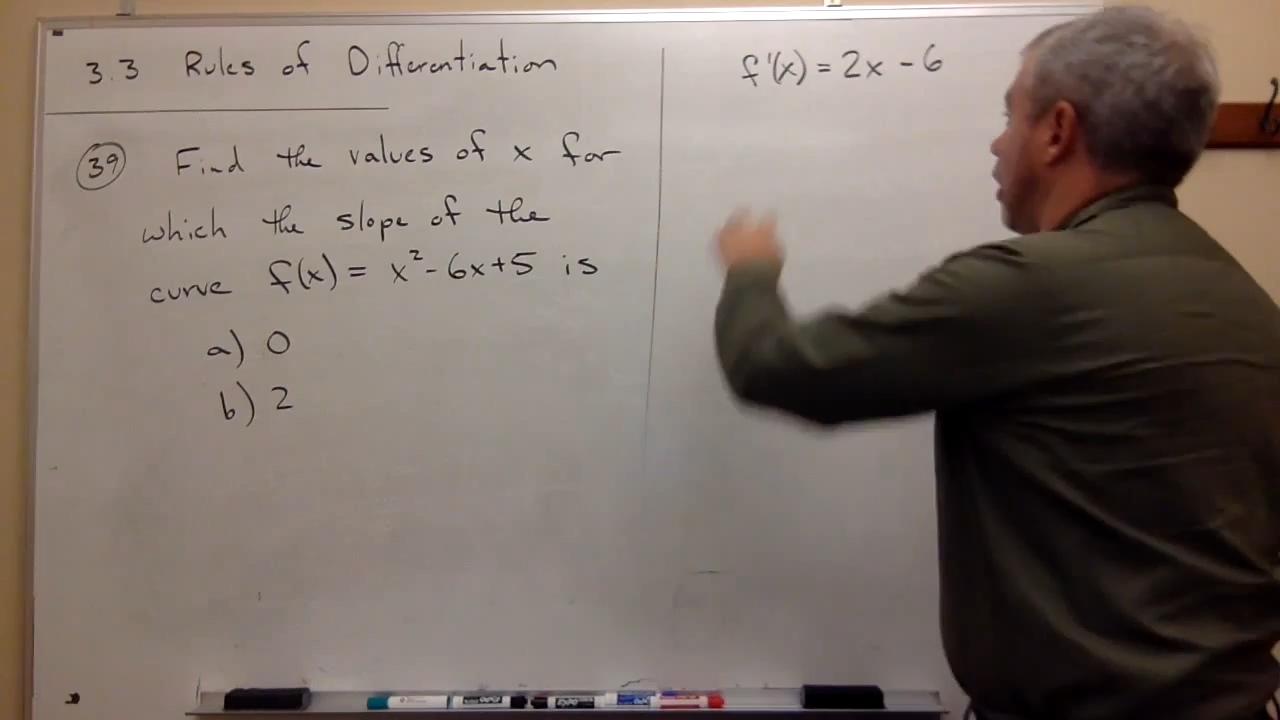 3.3 Rules of Differentiation
39 Find the values of x for
which the slope of the
curve f(x) = x² - 6x + 5 is
a) 0
b) 2
f'(x) = 2x - 6